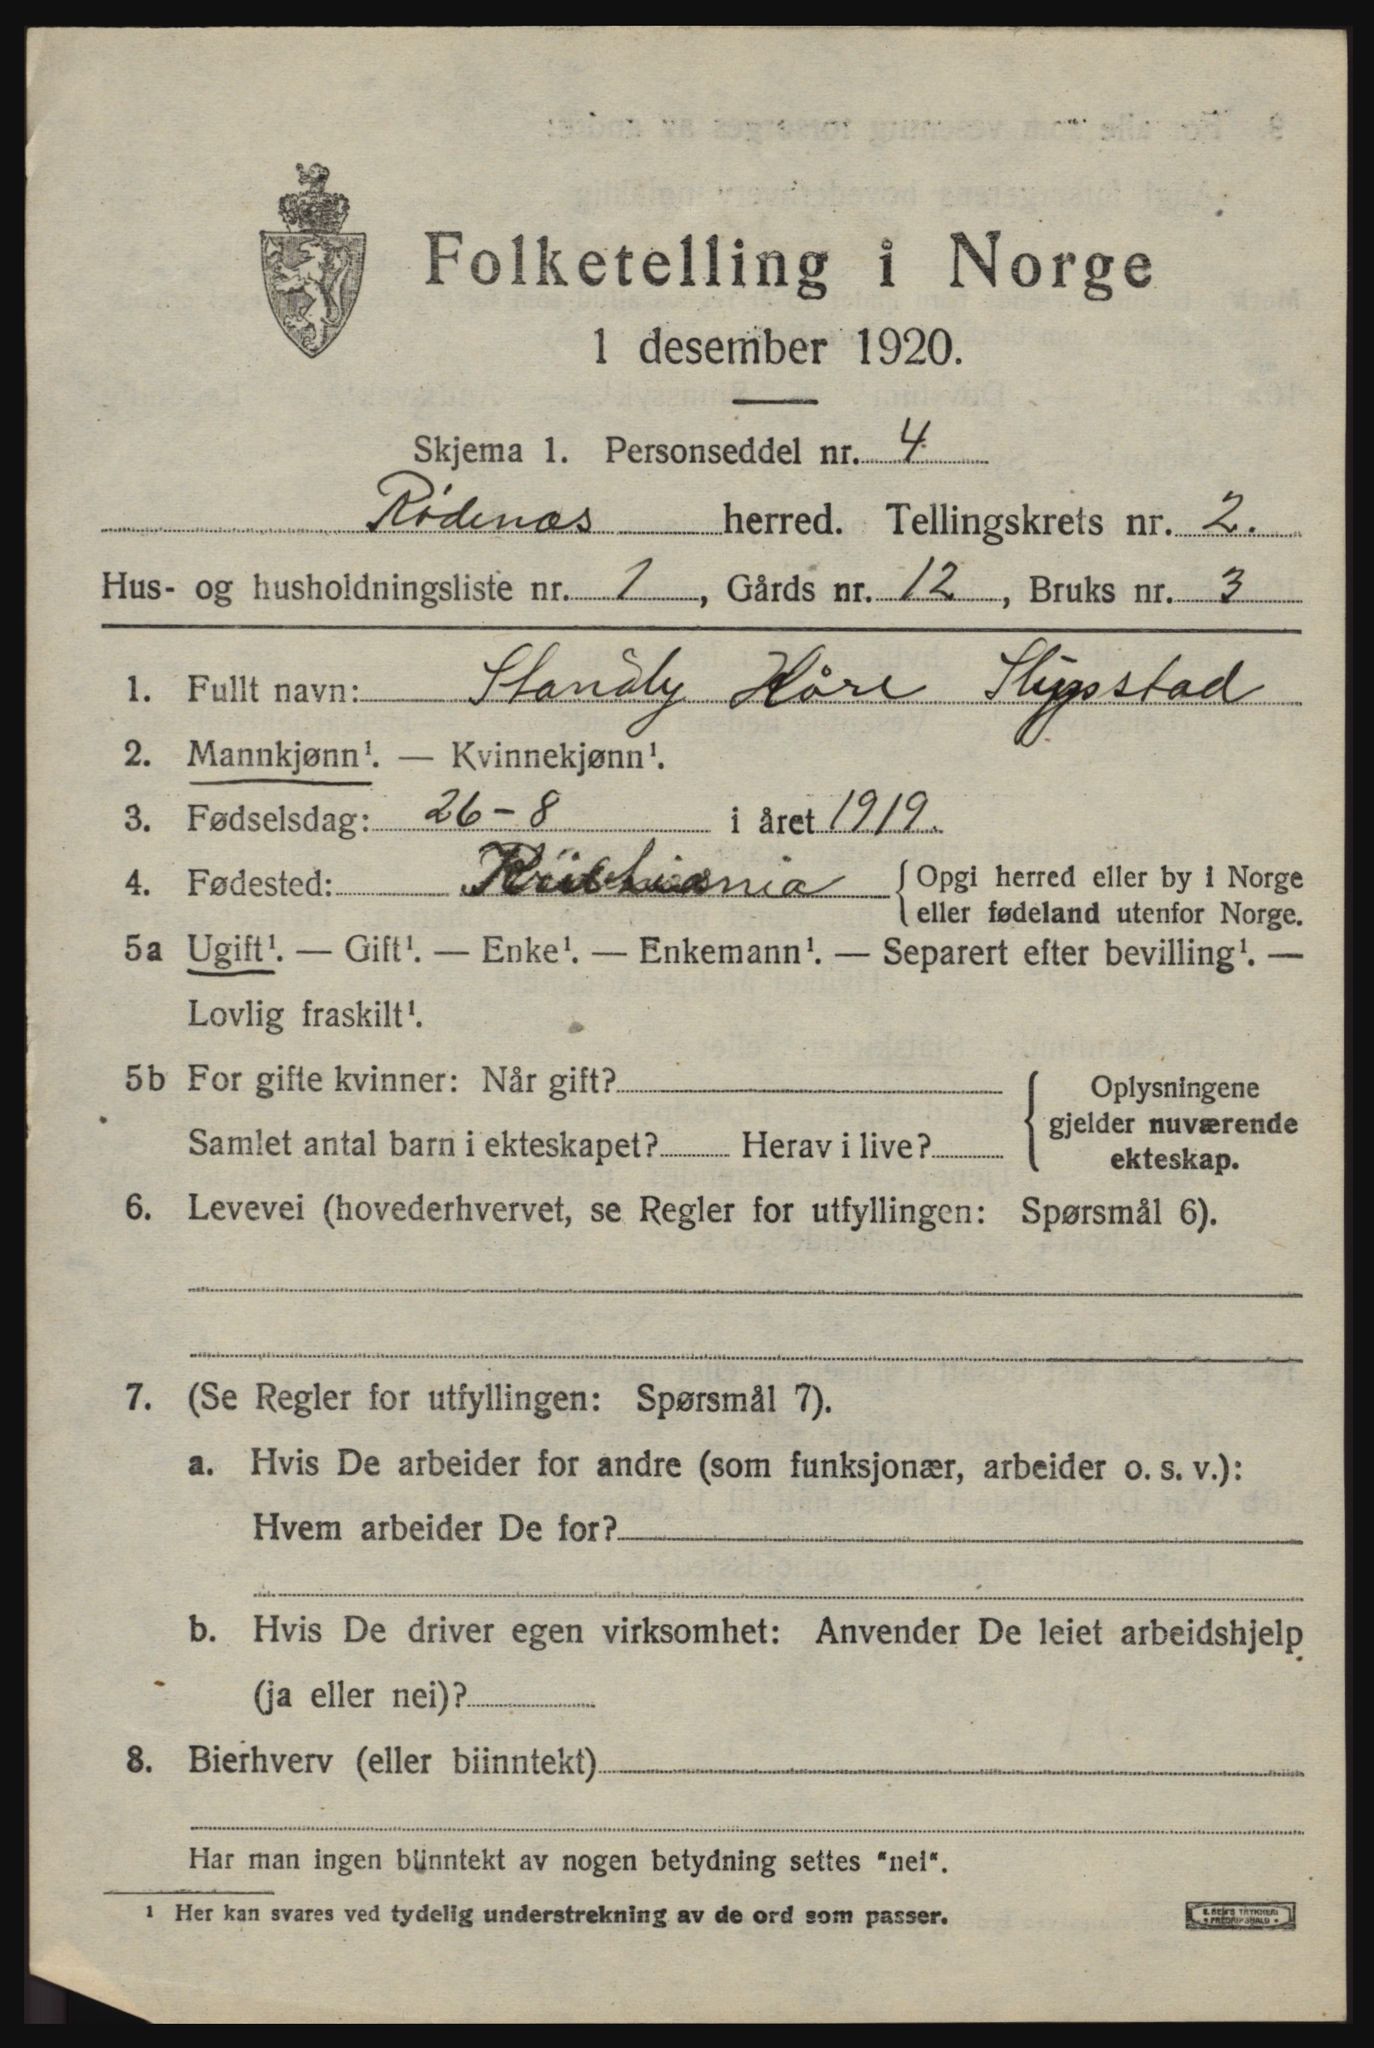 Folketelling i Norge
1 desember 1920.
Skjema 1. Personseddel nr. 4
Rødenæs herred. Tellingskrets nr. 2.
Hus- og husholdningsliste nr. 1, Gårds nr. 12, Bruks nr. 3
1. Fullt navn: Kåre
2. Mannkjønn¹. — Kvinnekjønn¹.
3. Fødselsdag: 26-8 i året 1919.
4. Fødested: Kristiania {Opgi herred eller by i Norge
eller fødeland utenfor Norge.
5a Ugift¹. — Gift¹. — Enke¹. — Enkemann¹. — Separert efter bevilling¹. —
Lovlig fraskilt¹.
5b For gifte kvinner: Når gift?
Samlet antal barn i ekteskapet? Herav i live?
{Oplysningene
gjelder nuværende
ekteskap.
6. Levevei (hovederhvervet, se Regler for utfyllingen: Spørsmål 6).
7. (Se Regler for utfyllingen: Spørsmål 7).
a. Hvis De arbeider for andre (som funksjonær, arbeider o. s. v.):
Hvem arbeider De for?
b. Hvis De driver egen virksomhet: Anvender De leiet arbeidshjelp
(ja eller nei)?
8. Bierhverv (eller biinntekt)
Har man ingen biinntekt av nogen betydning settes "nei".
¹ Her kan svares ved tydelig understrekning av de ord som passer.